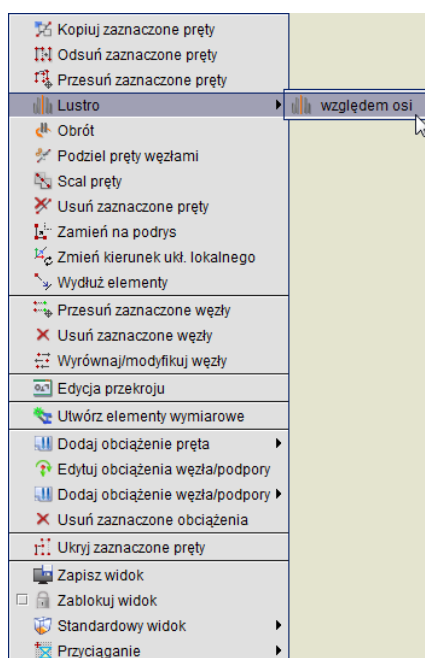 Kopiuj zaznaczone pręty
Odsuń zaznaczone pręty
Przesuń zaznaczone pręty
Lustro
względem osi
Obrót
Podziel pręty węzłami
Scal pręty
Usuń zaznaczone pręty
Zamień na podrys
Zmień kierunek ukł. lokalnego
Wydłuż elementy
Przesuń zaznaczone węzły
Usuń zaznaczone węzły
Wyrównaj/modyfikuj węzły
Edycja przekroju
Utwórz elementy wymiarowe
Dodaj obciążenie pręta
Edytuj obciążenia węzła/podpory
Dodaj obciążenie węzła/podpory
Usuń zaznaczone obciążenia
Ukryj zaznaczone pręty
Zapisz widok
Zablokuj widok
Standardowy widok
Przyciąganie